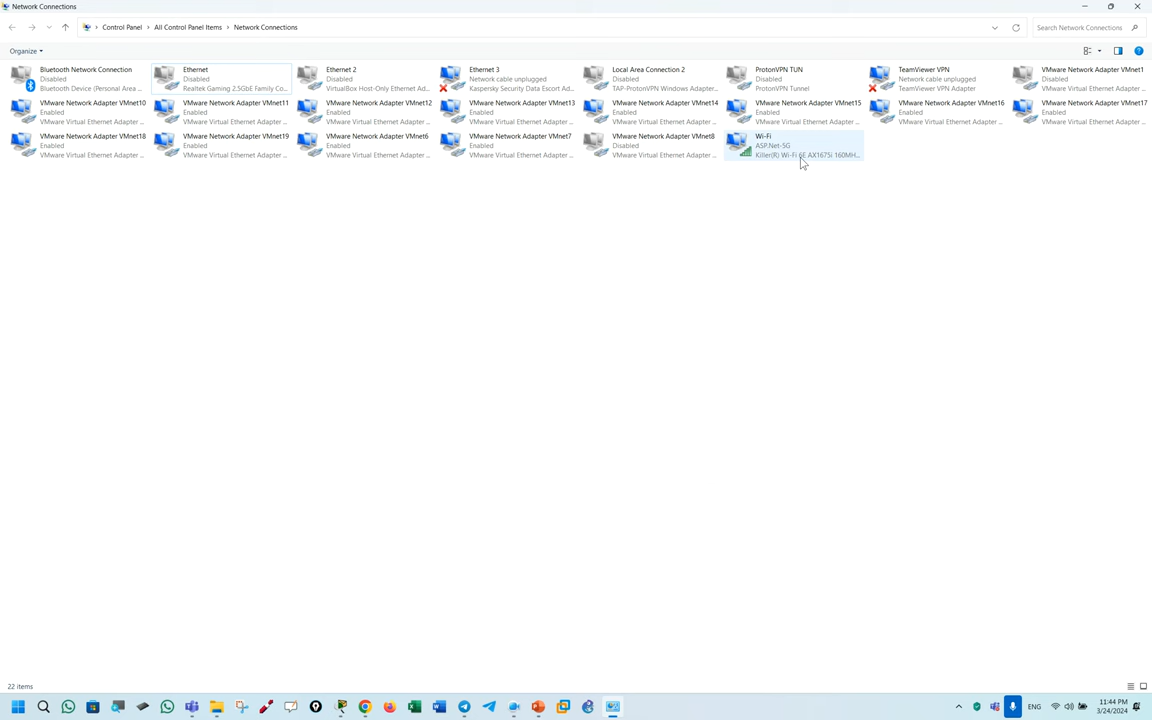 Network Connections
Control Panel > All Control Panel Items > Network Connections
Search Network Connections
Organize
Bluetooth Network Connection
Disabled
Bluetooth Device (Personal Area ...
Ethernet
Disabled
Realtek Gaming 2.5GbE Family Co...
Ethernet 2
Disabled
VirtualBox Host-Only Ethernet Ad...
Ethernet 3
Network cable unplugged
Kaspersky Security Data Escort Ad...
Local Area Connection 2
Disabled
TAP-ProtonVPN Windows Adapter...
ProtonVPN TUN
Disabled
ProtonVPN Tunnel
TeamViewer VPN
Network cable unplugged
TeamViewer VPN Adapter
VMware Network Adapter VMnet1
Disabled
VMware Virtual Ethernet Adapter ...
VMware Network Adapter VMnet10
Enabled
VMware Virtual Ethernet Adapter ...
VMware Network Adapter VMnet11
Enabled
VMware Virtual Ethernet Adapter ...
VMware Network Adapter VMnet12
Enabled
VMware Virtual Ethernet Adapter ...
VMware Network Adapter VMnet13
Enabled
VMware Virtual Ethernet Adapter ...
VMware Network Adapter VMnet14
Enabled
VMware Virtual Ethernet Adapter ...
VMware Network Adapter VMnet15
Enabled
VMware Virtual Ethernet Adapter ...
VMware Network Adapter VMnet16
Enabled
VMware Virtual Ethernet Adapter ...
VMware Network Adapter VMnet17
Enabled
VMware Virtual Ethernet Adapter ...
VMware Network Adapter VMnet18
Enabled
VMware Virtual Ethernet Adapter ...
VMware Network Adapter VMnet19
Enabled
VMware Virtual Ethernet Adapter ...
VMware Network Adapter VMnet6
Enabled
VMware Virtual Ethernet Adapter ...
VMware Network Adapter VMnet7
Enabled
VMware Virtual Ethernet Adapter ...
VMware Network Adapter VMnet8
Disabled
VMware Virtual Ethernet Adapter ...
Wi-Fi
ASP.Net-5G
Killer(R) Wi-Fi 6E AX1675i 160MH...
22 items
ENG
11:44 PM
3/24/2024